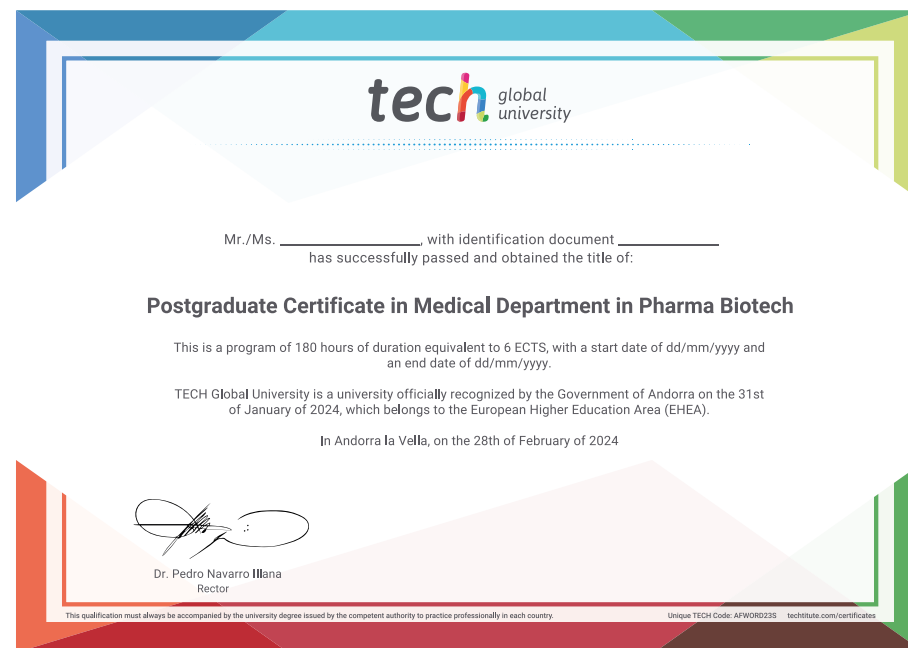 tech global university
Mr./Ms. , with identification document
has successfully passed and obtained the title of:
Postgraduate Certificate in Medical Department in Pharma Biotech
This is a program of 180 hours of duration equivalent to 6 ECTS, with a start date of dd/mm/yyyy and
an end date of dd/mm/yyyy.
TECH Global University is a university officially recognized by the Government of Andorra on the 31st
of January of 2024, which belongs to the European Higher Education Area (EHEA).
In Andorra la Vella, on the 28th of February of 2024
Dr. Pedro Navarro Illana
Rector
This qualification must always be accompanied by the university degree issued by the competent authority to practice professionally in each country. Unique TECH Code: AFWORD23S techtitute.com/certificates